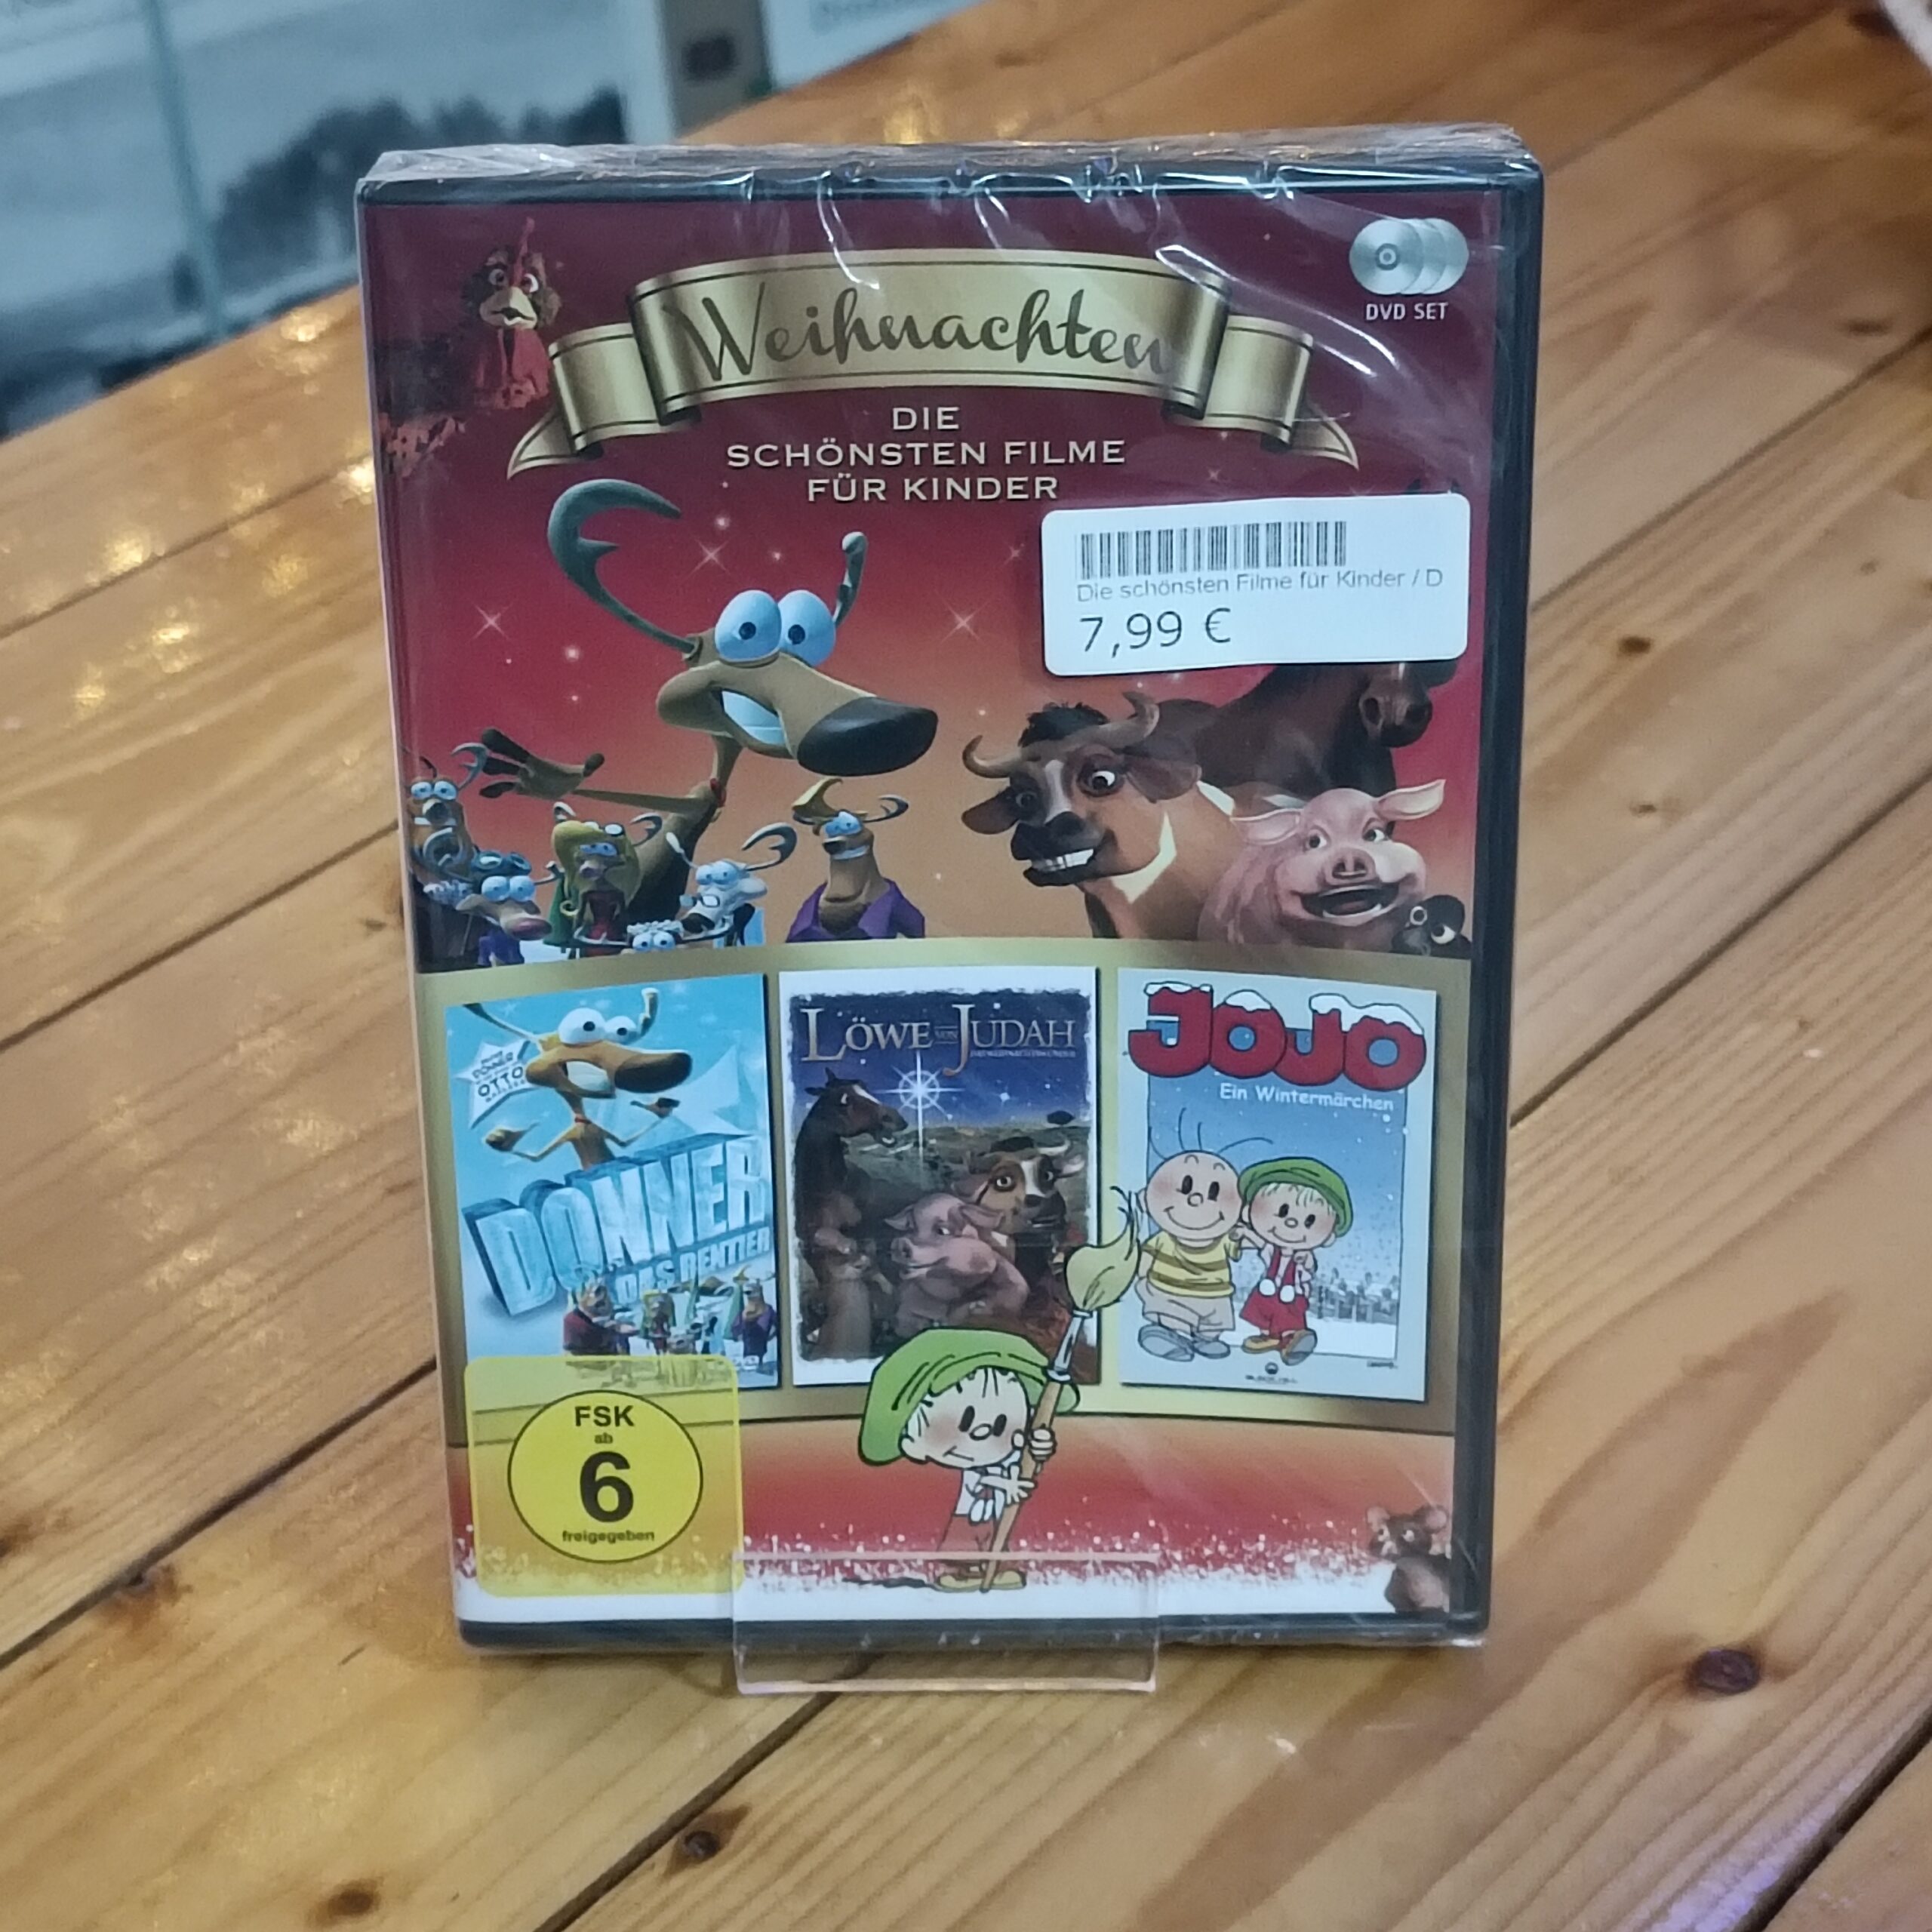 Weihnachten
DVD SET
DIE
SCHÖNSTEN FILME
FÜR KINDER
Die schönsten Filme für Kinder / D
7,99 €
OTTO
DONNER
DAS RENTIER
LÖWE VON JUDAH
JOJO
Ein Wintermärchen
FSK
ab
6
freigegeben